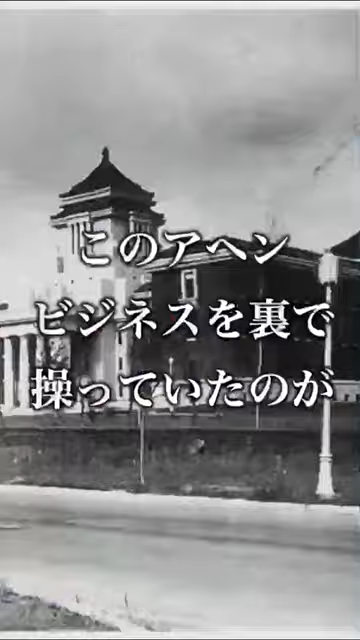 このアヘン
ビジネスを裏で
操っていたのが